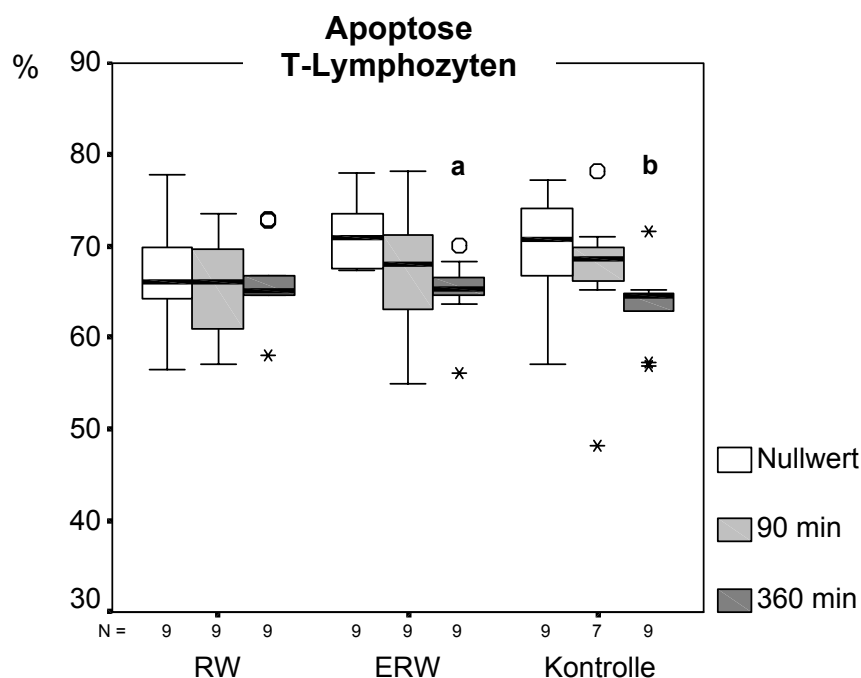 Apoptose
T-Lymphozyten
%
90
80
70
60
50
40
30
a
b
Nullwert
90 min
360 min
N = 9 9 9 9 9 9 9 7 9
RW ERW Kontrolle